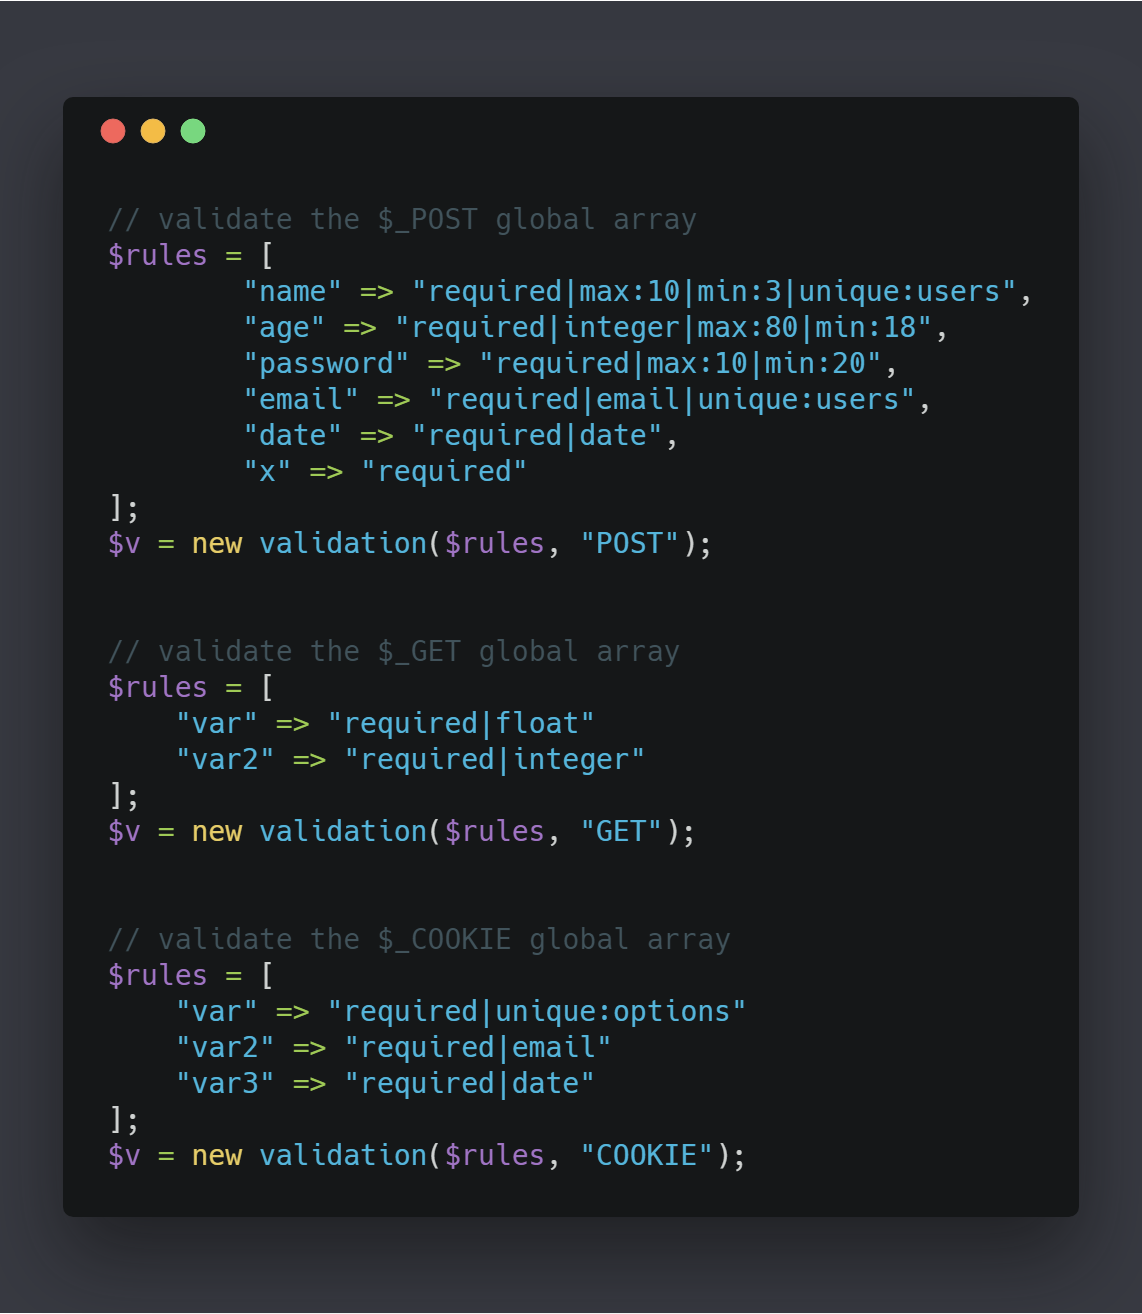 // validate the $_POST global array
$rules = [
        "name" => "required|max:10|min:3|unique:users",
        "age" => "required|integer|max:80|min:18",
        "password" => "required|max:10|min:20",
        "email" => "required|email|unique:users",
        "date" => "required|date",
        "x" => "required"
];
$v = new validation($rules, "POST");
// validate the $_GET global array
$rules = [
    "var" => "required|float"
    "var2" => "required|integer"
];
$v = new validation($rules, "GET");
// validate the $_COOKIE global array
$rules = [
    "var" => "required|unique:options"
    "var2" => "required|email"
    "var3" => "required|date"
];
$v = new validation($rules, "COOKIE");